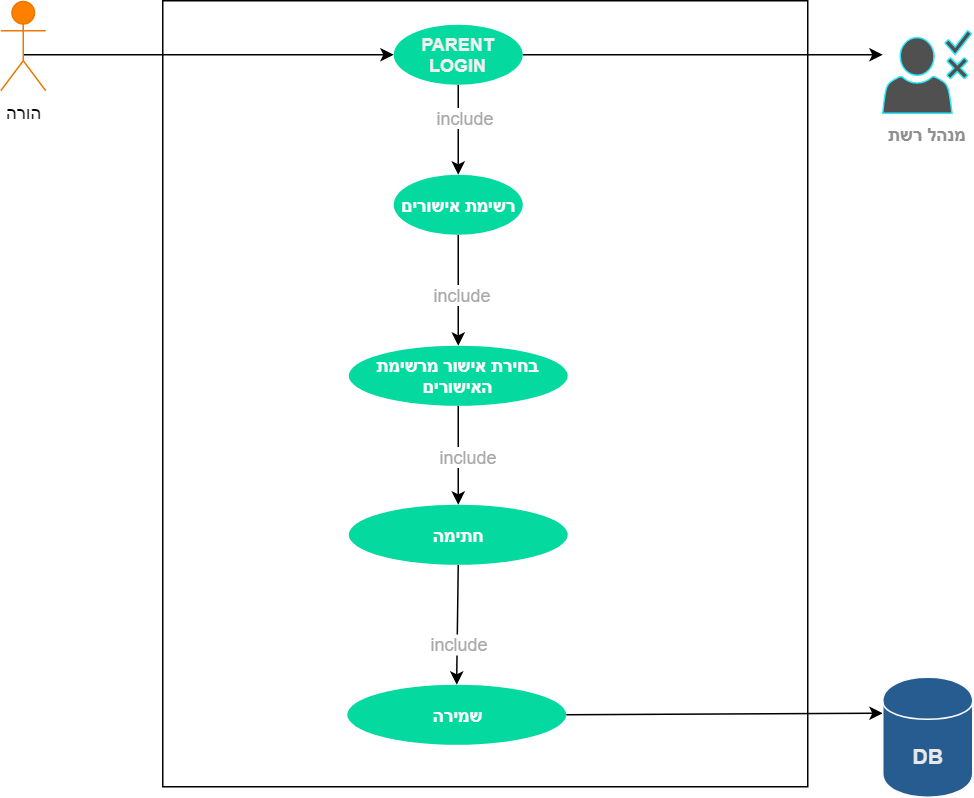 הורה
PARENT
LOGIN
מנהל רשת
include
רשימת אישורים
include
בחירת אישור מרשימת
האישורים
include
חתימה
include
שמירה
DB